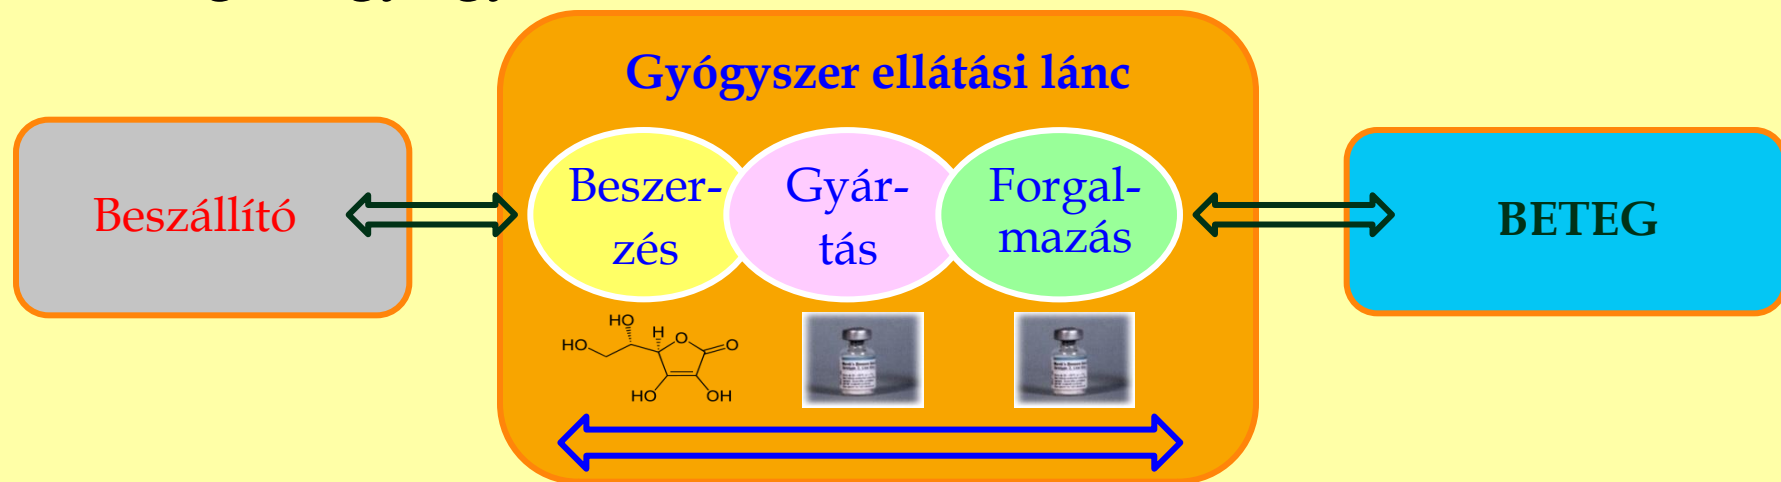 Gyógyszer ellátási lánc
Beszállító
Beszer-
zés
Gyár-
tás
Forgal-
mazás
BETEG
HO
HO
H
O
O
HO
OH